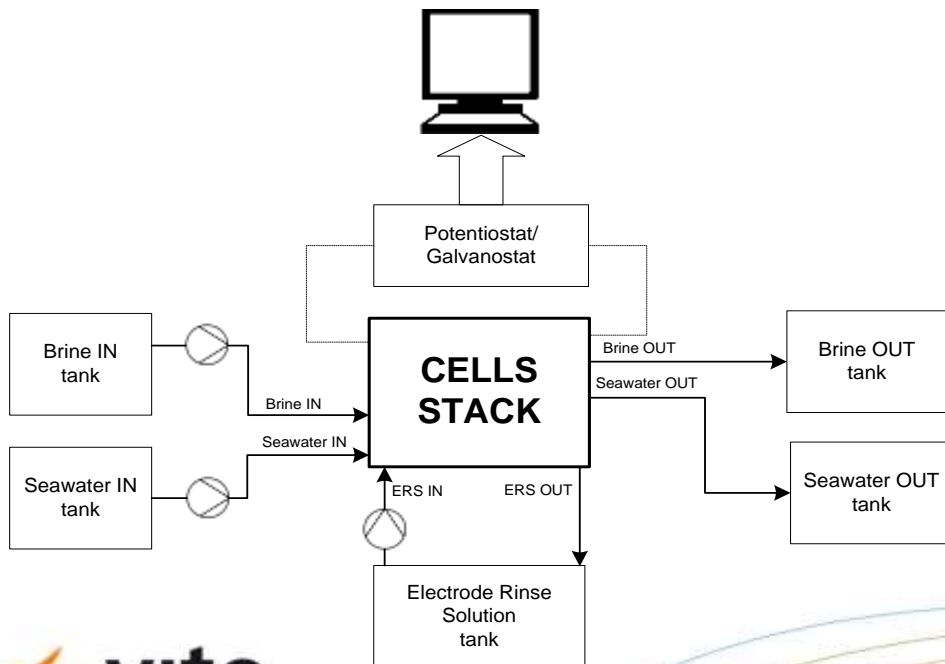 Potentiostat/
Galvanostat
Brine IN
tank
Brine IN
Seawater IN
tank
Seawater IN
CELLS
STACK
Brine OUT
Seawater OUT
Brine OUT
tank
Seawater OUT
tank
ERS IN
ERS OUT
Electrode Rinse
Solution
tank
vito